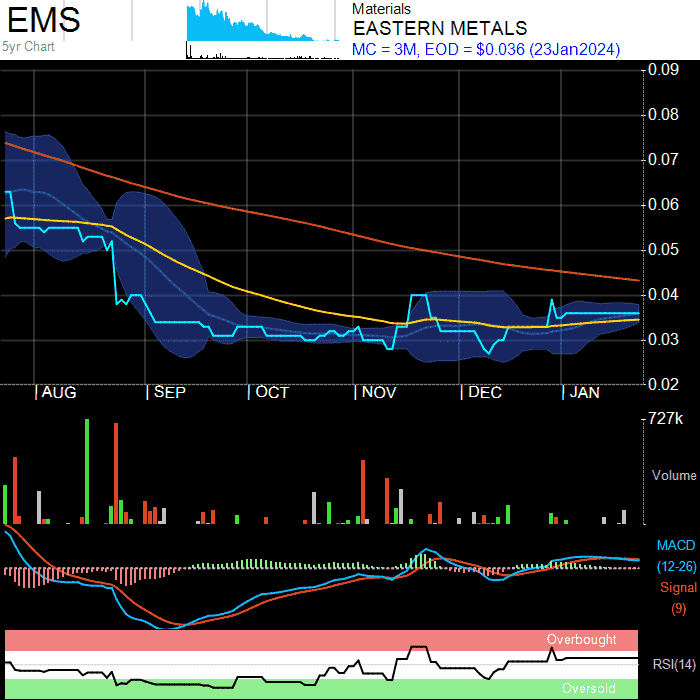 EMS
5yr Chart
Materials
EASTERN METALS
MC = 3M, EOD = $0.036 (23Jan2024)
0.09
0.08
0.07
0.06
0.05
0.04
0.03
0.02
AUG SEP OCT NOV DEC JAN
727k
Volume
MACD
(12-26)
Signal
(9)
Overbought
RSI(14)
Oversold